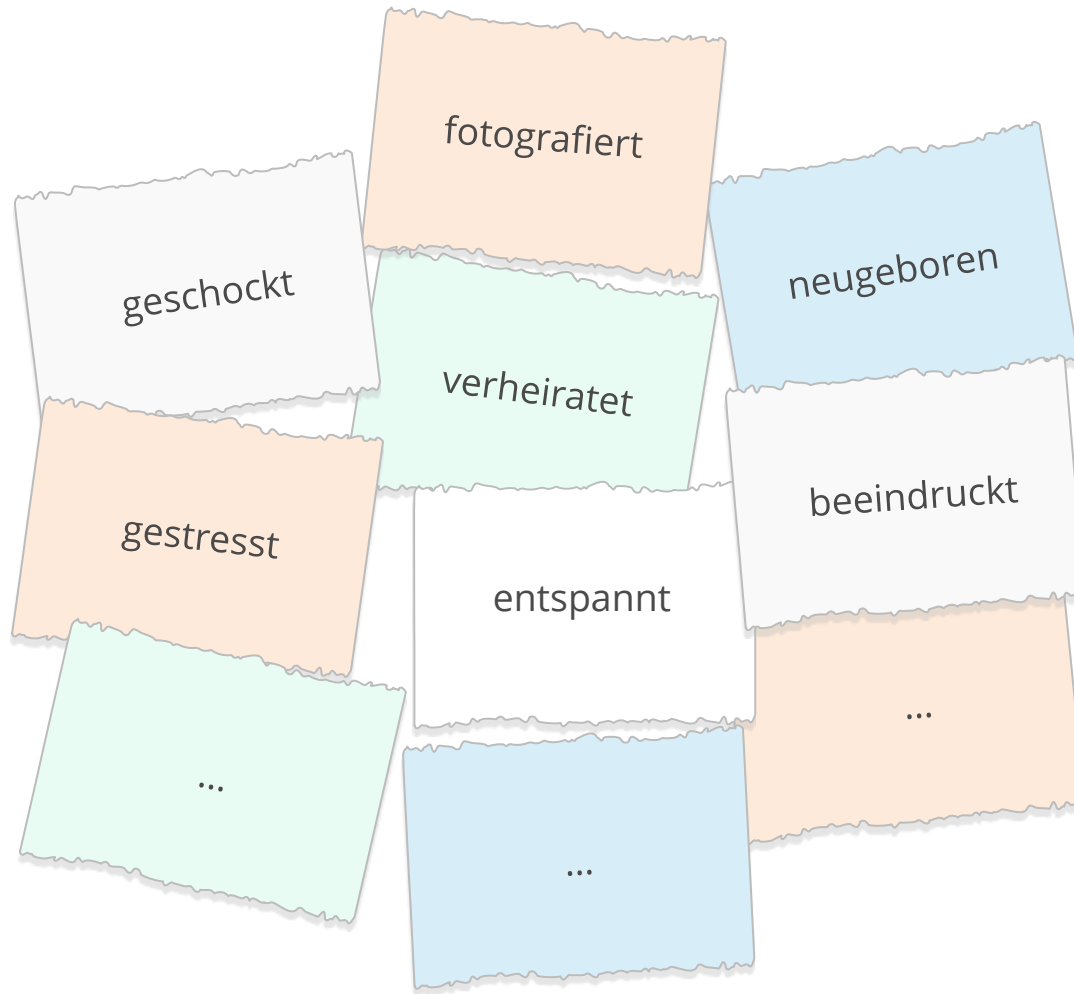 fotografiert
neugeboren
geschockt
verheiratet
beeindruckt
gestresst
entspannt
...
...
...